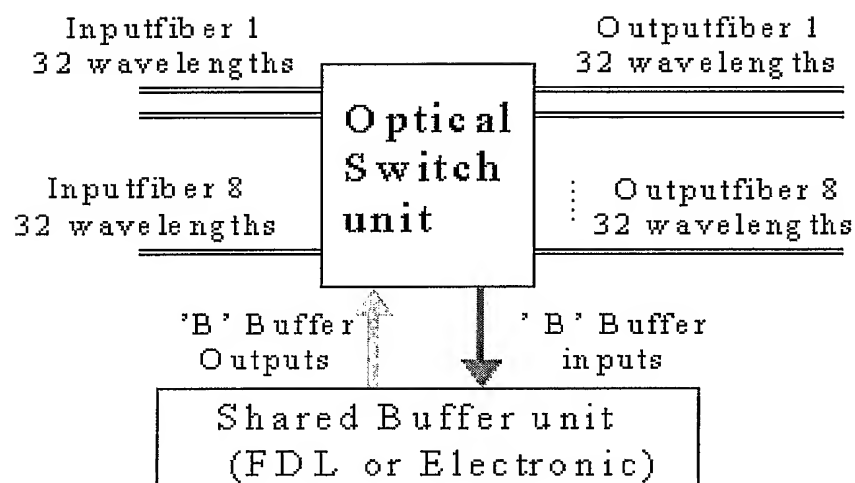 Inputfiber 1
32 wavelengths
Outputfiber 1
32 wavelengths
Optical
Switch
unit
Inputfiber 8
32 wavelengths
Outputfiber 8
32 wavelengths
'B' Buffer
Outputs
'B' Buffer
inputs
Shared Buffer unit
(FDL or Electronic)